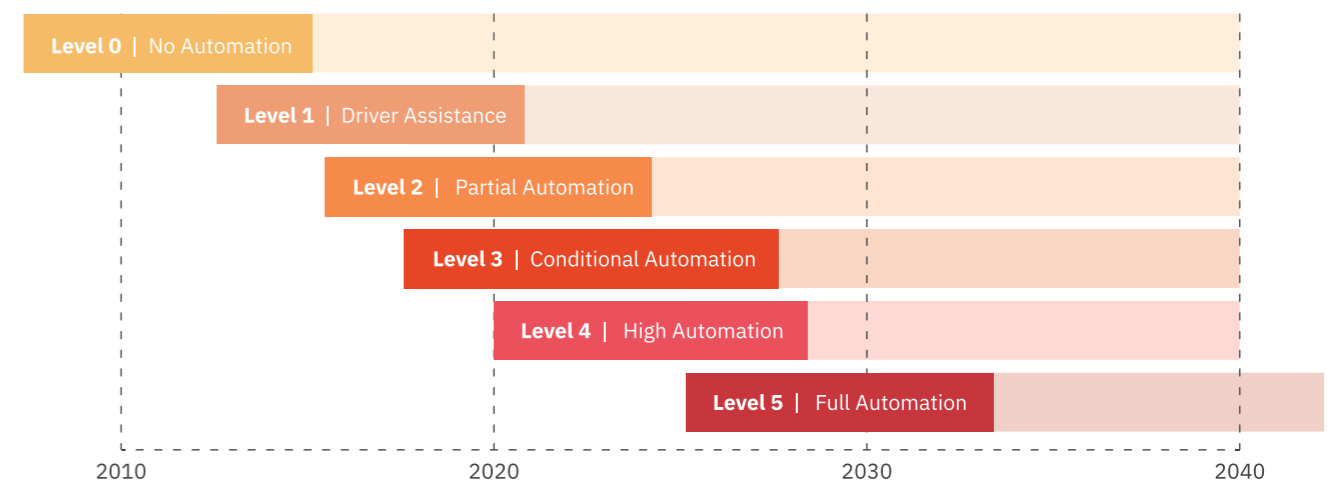 Level 0 | No Automation
Level 1 | Driver Assistance
Level 2 | Partial Automation
Level 3 | Conditional Automation
Level 4 | High Automation
Level 5 | Full Automation
2010 2020 2030 2040